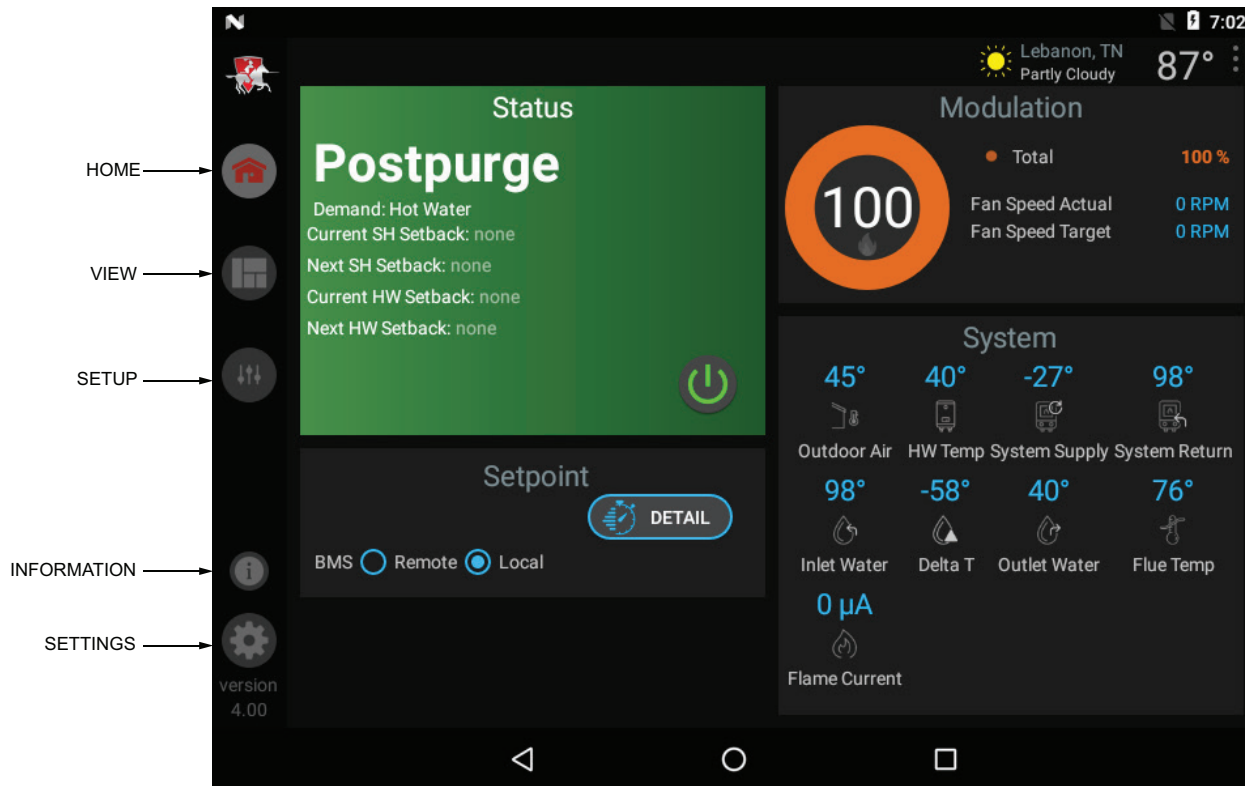 7:02
Lebanon, TN
Partly Cloudy
87°
HOME
VIEW
SETUP
INFORMATION
SETTINGS
version
4.00
Status
Postpurge
Demand: Hot Water
Current SH Setback: none
Next SH Setback: none
Current HW Setback: none
Next HW Setback: none
Setpoint
DETAIL
BMS Remote Local
Modulation
100
Total 100 %
Fan Speed Actual 0 RPM
Fan Speed Target 0 RPM
System
45° 40° -27° 98°
Outdoor Air HW Temp System Supply System Return
98° -58° 40° 76°
Inlet Water Delta T Outlet Water Flue Temp
0 µA
Flame Current